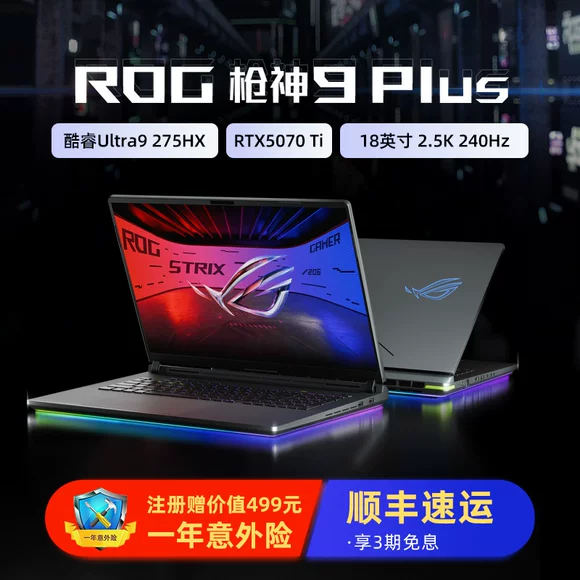 ROG 枪神9 Plus
酷睿Ultra9 275HX
RTX5070 Ti
18英寸 2.5K 240Hz
ROG
STRIX
GAMER
/206
注册赠价值499元
一年意外险
一年意外险
顺丰速运
·享3期免息